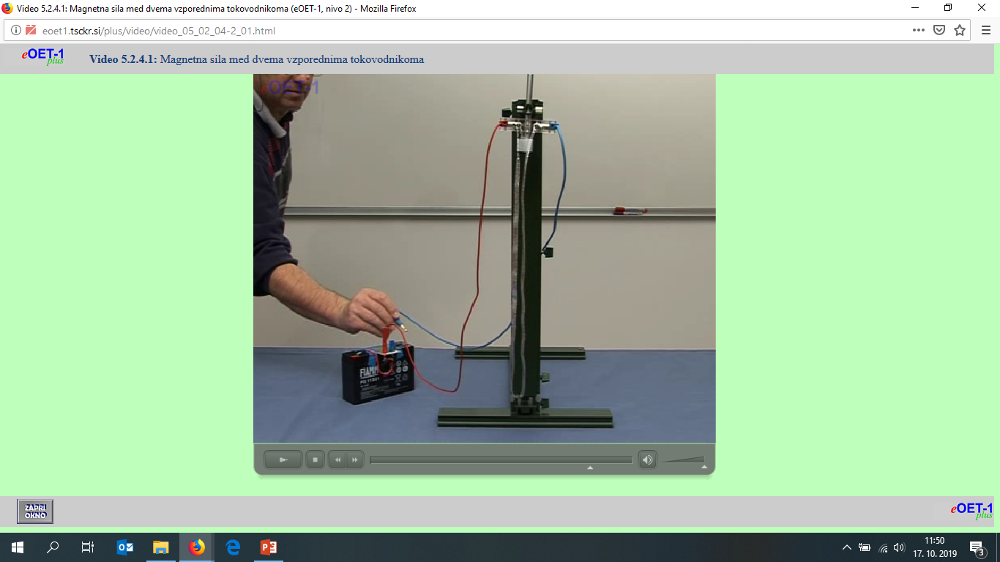 Video 5.2.4.1: Magnetna sila med dvema vzporednima tokovodnikoma (eOET-1, nivo 2) - Mozilla Firefox
eoet1.tsckr.si/plus/video/video_05_02_04-2_01.html
eOET-1
plus
Video 5.2.4.1: Magnetna sila med dvema vzporednima tokovodnikoma
eOET-1
FIAMM
ZAPRI
OKNO
eOET-1
plus
11:50
17. 10. 2019
3